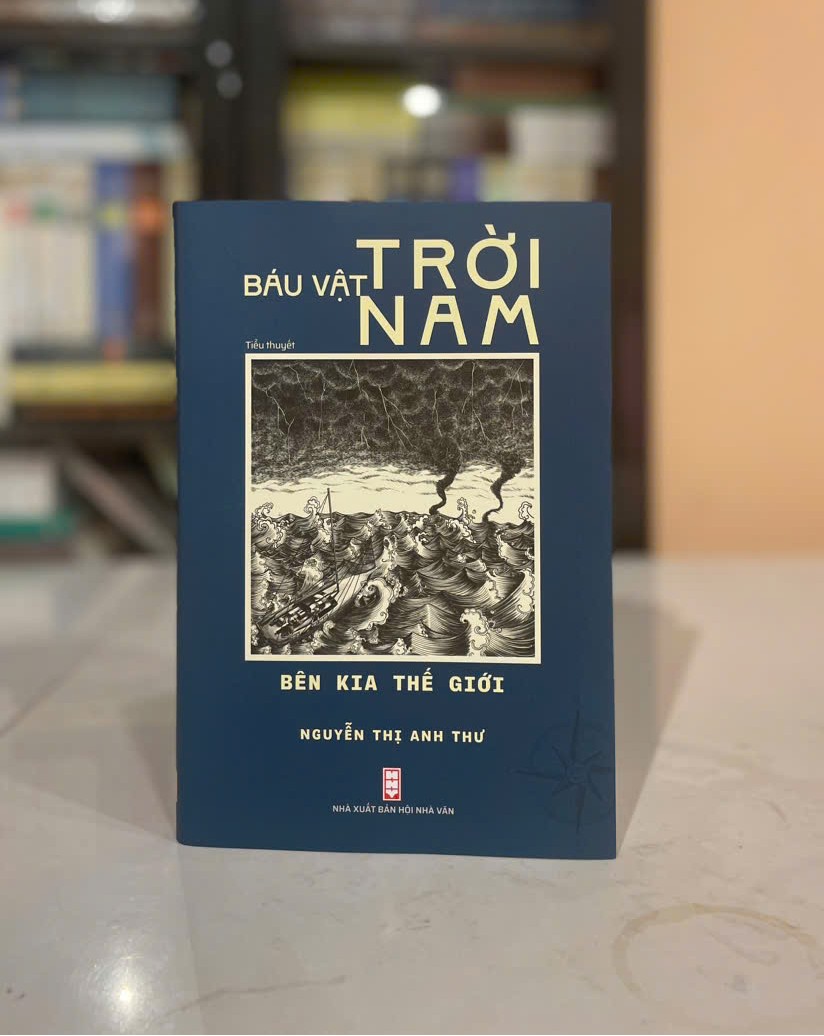 BÁU VẬT TRỜI
NAM
Tiểu thuyết
BÊN KIA THẾ GIỚI
NGUYỄN THỊ ANH THƯ
HNV
NHÀ XUẤT BẢN HỘI NHÀ VĂN